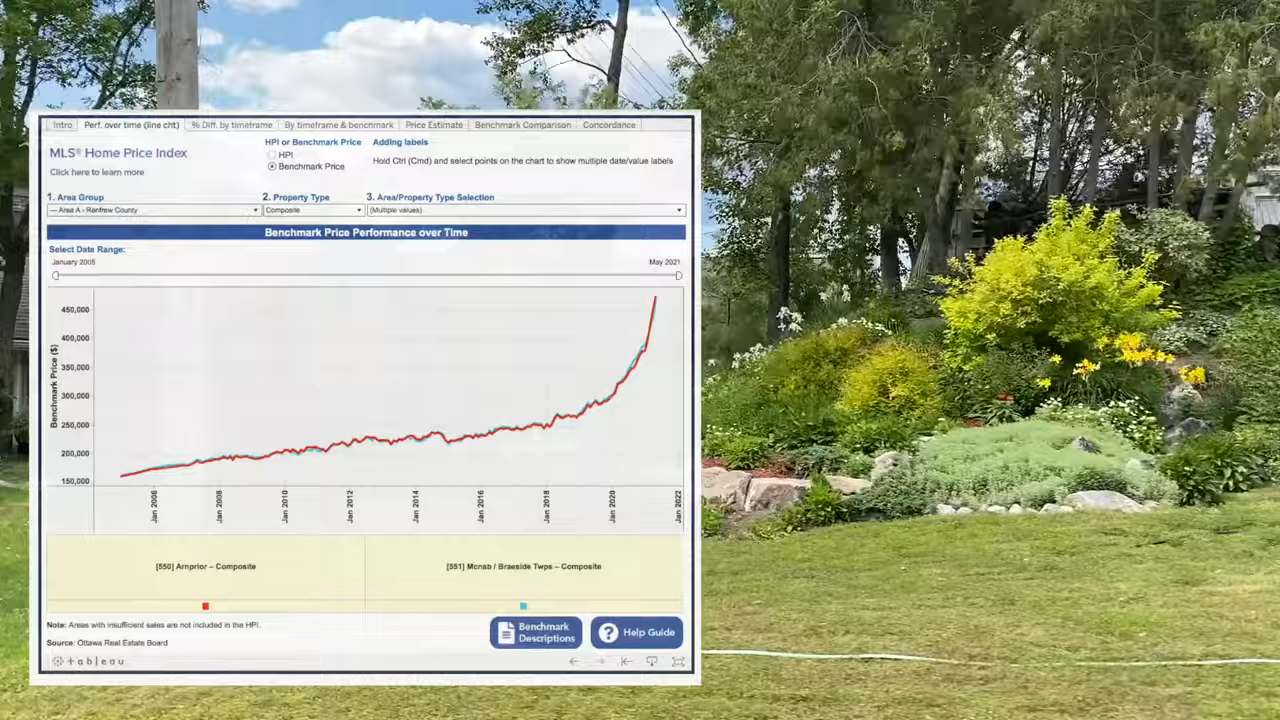 Intro Perf. over time (line cht) % Diff. by timeframe By timeframe & benchmark Price Estimate Benchmark Comparison Concordance
MLS® Home Price Index
Click here to learn more
HPI or Benchmark Price
HPI
Benchmark Price
Adding labels
Hold Ctrl (Cmd) and select points on the chart to show multiple date/value labels
1. Area Group 2. Property Type 3. Area/Property Type Selection
--- Area A - Renfrew County Composite (Multiple values)
Benchmark Price Performance over Time
Select Date Range:
January 2005 May 2021
Benchmark Price ($)
450,000
400,000
350,000
300,000
250,000
200,000
150,000
Jan 2006 Jan 2008 Jan 2010 Jan 2012 Jan 2014 Jan 2016 Jan 2018 Jan 2020 Jan 2022
[550] Arnprior – Composite [551] Mcnab / Braeside Twps – Composite
Note: Areas with insufficient sales are not included in the HPI.
Source: Ottawa Real Estate Board
Benchmark
Descriptions
? Help Guide
+ a b l e a u